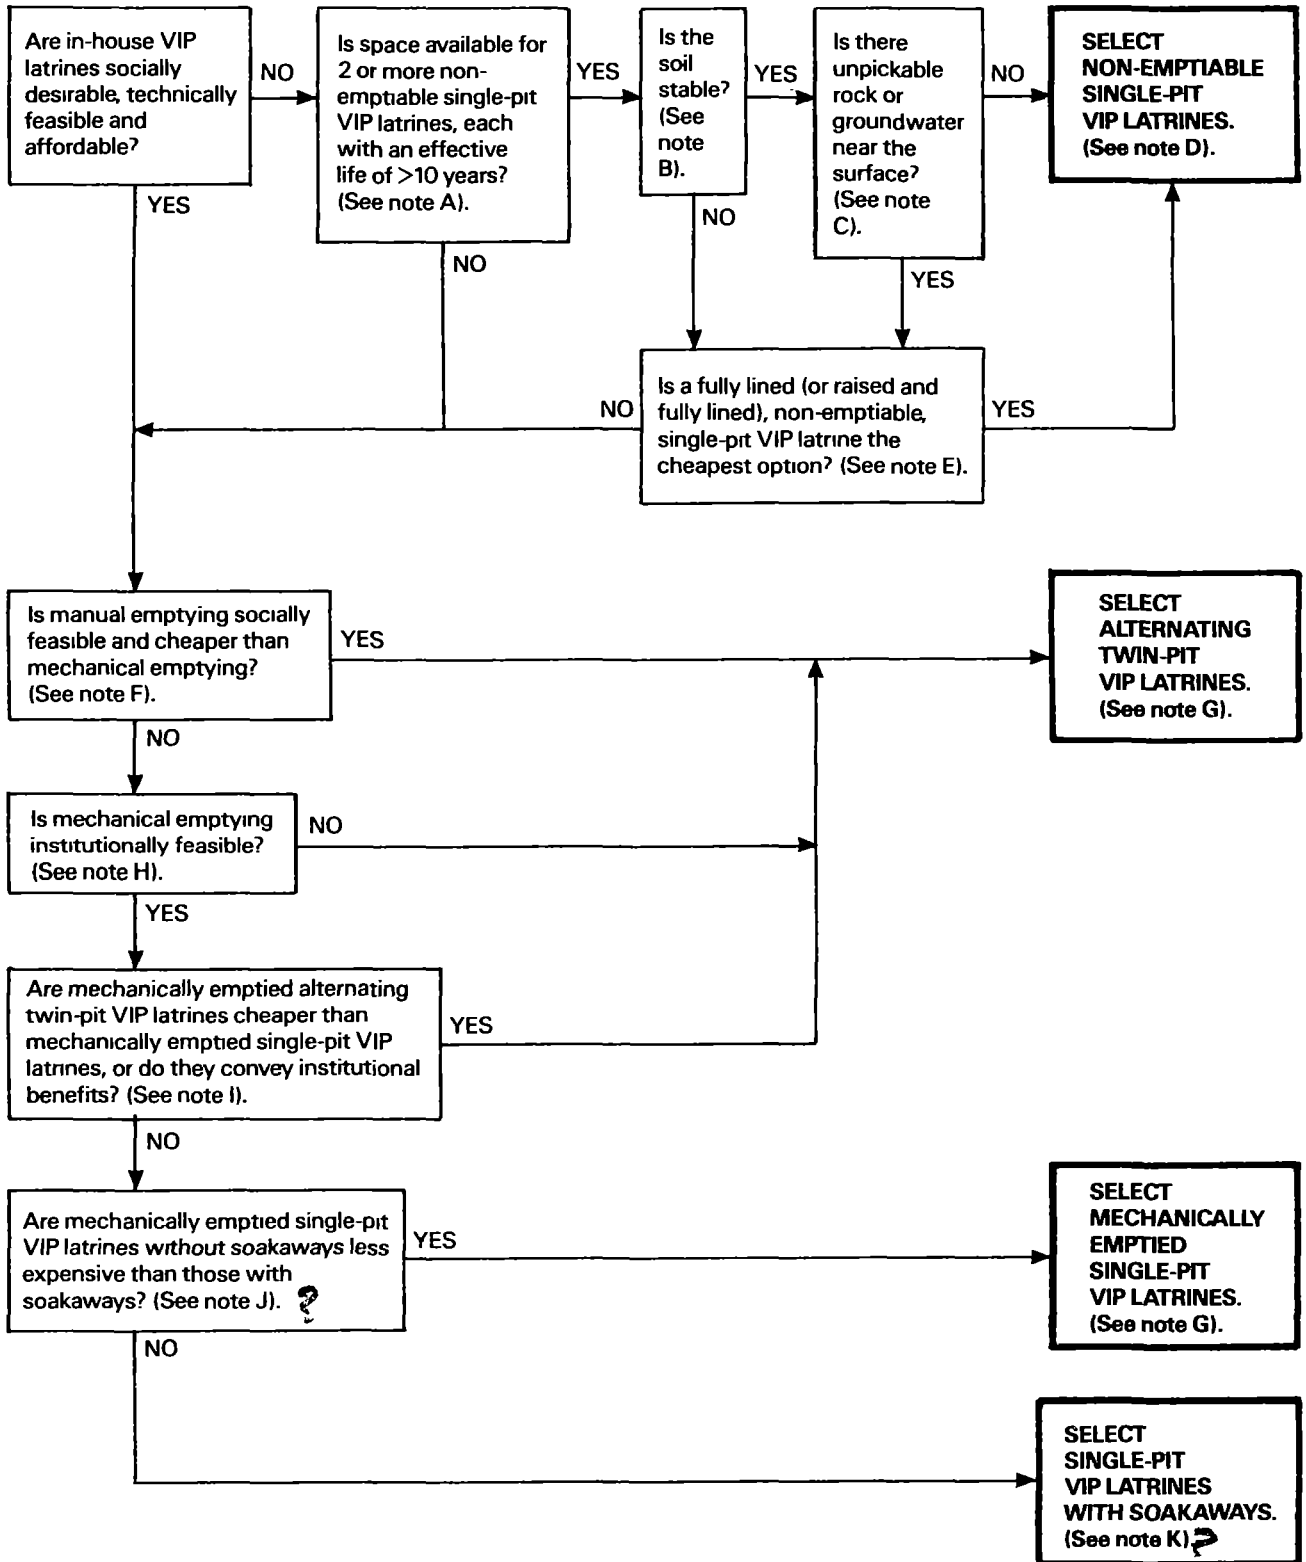 Are in-house VIP
latrines socially
desirable, technically
feasible and
affordable?
NO
YES
Is space available for
2 or more non-
emptiable single-pit
VIP latrines, each
with an effective
life of >10 years?
(See note A).
YES
NO
Is the
soil
stable?
(See
note
B).
YES
NO
Is there
unpickable
rock or
groundwater
near the
surface?
(See note
C).
NO
YES
SELECT
NON-EMPTIABLE
SINGLE-PIT
VIP LATRINES.
(See note D).
Is a fully lined (or raised and
fully lined), non-emptiable,
single-pit VIP latrine the
cheapest option? (See note E).
NO
YES
Is manual emptying socially
feasible and cheaper than
mechanical emptying?
(See note F).
YES
NO
SELECT
ALTERNATING
TWIN-PIT
VIP LATRINES.
(See note G).
Is mechanical emptying
institutionally feasible?
(See note H).
NO
YES
Are mechanically emptied alternating
twin-pit VIP latrines cheaper than
mechanically emptied single-pit VIP
latrines, or do they convey institutional
benefits? (See note I).
YES
NO
Are mechanically emptied single-pit
VIP latrines without soakaways less
expensive than those with
soakaways? (See note J). ?
YES
NO
SELECT
MECHANICALLY
EMPTIED
SINGLE-PIT
VIP LATRINES.
(See note G).
SELECT
SINGLE-PIT
VIP LATRINES
WITH SOAKAWAYS.
(See note K) ?